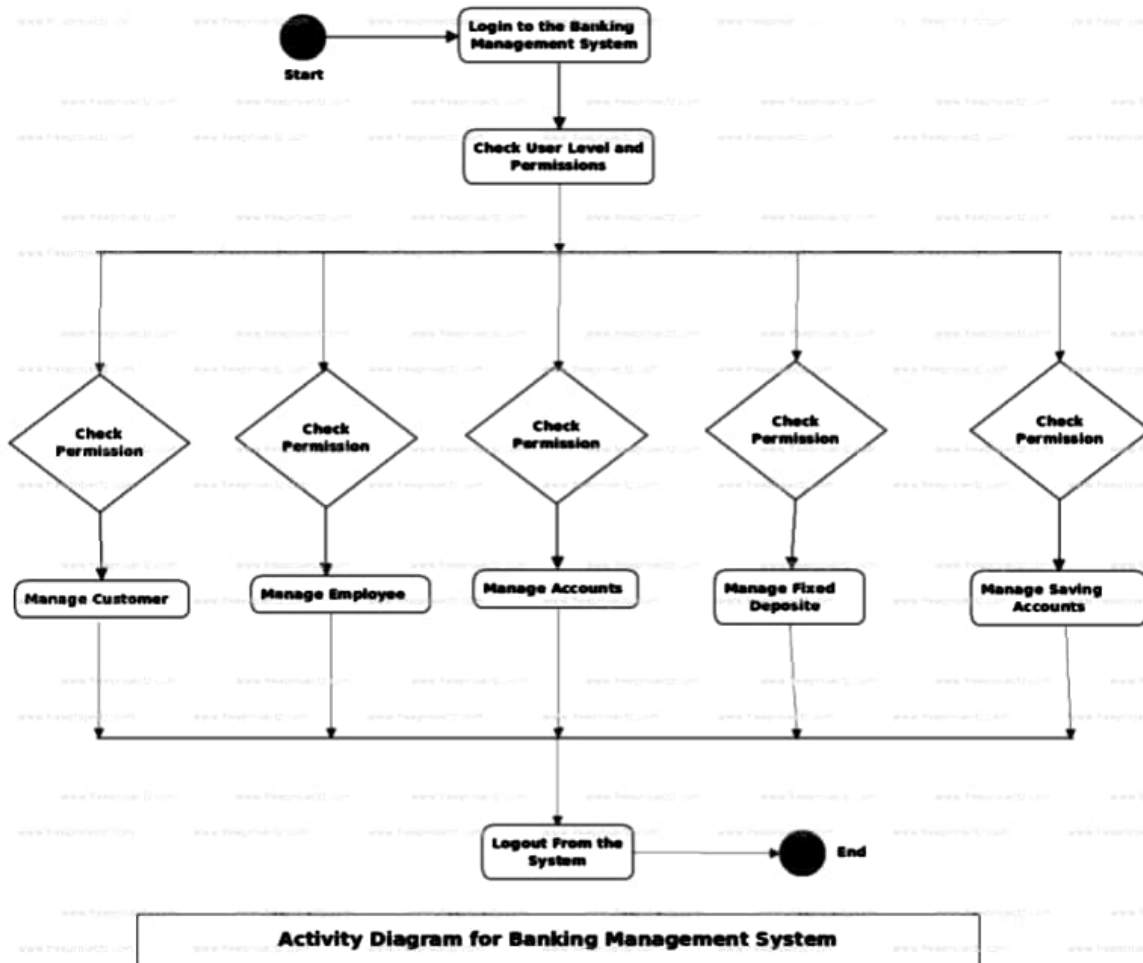 Login to the Banking
Management System
Start
Check User Level and
Permissions
Check
Permission
Check
Permission
Check
Permission
Check
Permission
Check
Permission
Manage Customer
Manage Employee
Manage Accounts
Manage Fixed
Deposite
Manage Saving
Accounts
Logout From the
System
End
Activity Diagram for Banking Management System